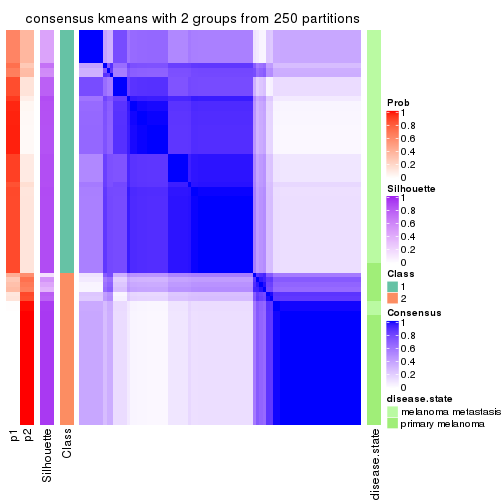 consensus kmeans with 2 groups from 250 partitions
Prob
1
0.8
0.6
0.4
0.2
0
Silhouette
1
0.8
0.6
0.4
0.2
0
Class
1
2
Consensus
1
0.8
0.6
0.4
0.2
0
disease.state
melanoma metastasis
primary melanoma
p1
p2
Silhouette
Class
disease.state